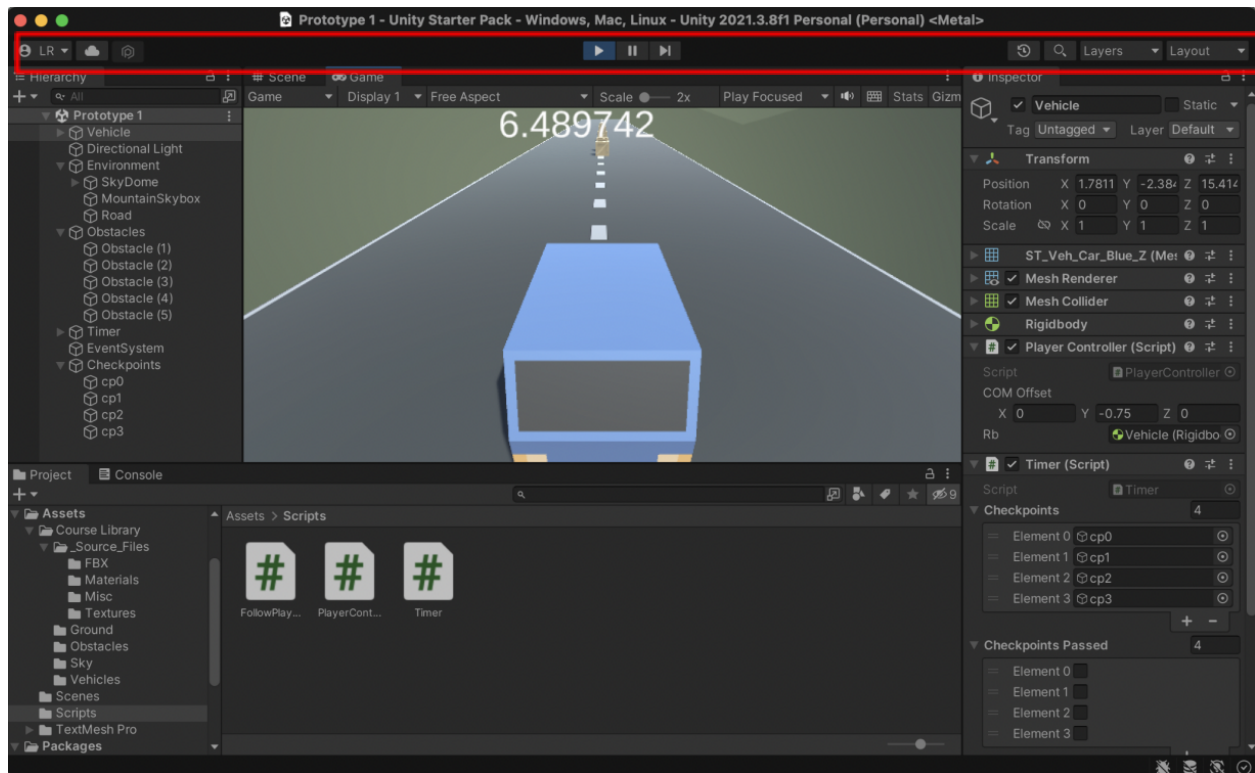 Prototype 1 - Unity Starter Pack - Windows, Mac, Linux - Unity 2021.3.8f1 Personal (Personal) <Metal>
LR
Layers
Layout
Hierarchy
All
Prototype 1
Vehicle
Directional Light
Environment
SkyDome
MountainSkybox
Road
Obstacles
Obstacle (1)
Obstacle (2)
Obstacle (3)
Obstacle (4)
Obstacle (5)
Timer
EventSystem
Checkpoints
cp0
cp1
cp2
cp3
# Scene Game
Game Display 1 Free Aspect Scale 2x Play Focused Stats Gizm
6.489742
Inspector
Vehicle Static
Tag Untagged Layer Default
Transform
Position X 1.7811 Y -2.384 Z 15.414
Rotation X 0 Y 0 Z 0
Scale X 1 Y 1 Z 1
ST_Veh_Car_Blue_Z (Me
Mesh Renderer
Mesh Collider
Rigidbody
# Player Controller (Script)
Script PlayerController
COM Offset
X 0 Y -0.75 Z 0
Rb Vehicle (Rigidbo
# Timer (Script)
Script Timer
Checkpoints 4
Element 0 cp0
Element 1 cp1
Element 2 cp2
Element 3 cp3
+ -
Checkpoints Passed 4
Element 0
Element 1
Element 2
Element 3
Project Console
9
Assets
Course Library
_Source_Files
FBX
Materials
Misc
Textures
Ground
Obstacles
Sky
Vehicles
Scenes
Scripts
TextMesh Pro
Packages
Assets > Scripts
# # #
FollowPlay... PlayerCont... Timer